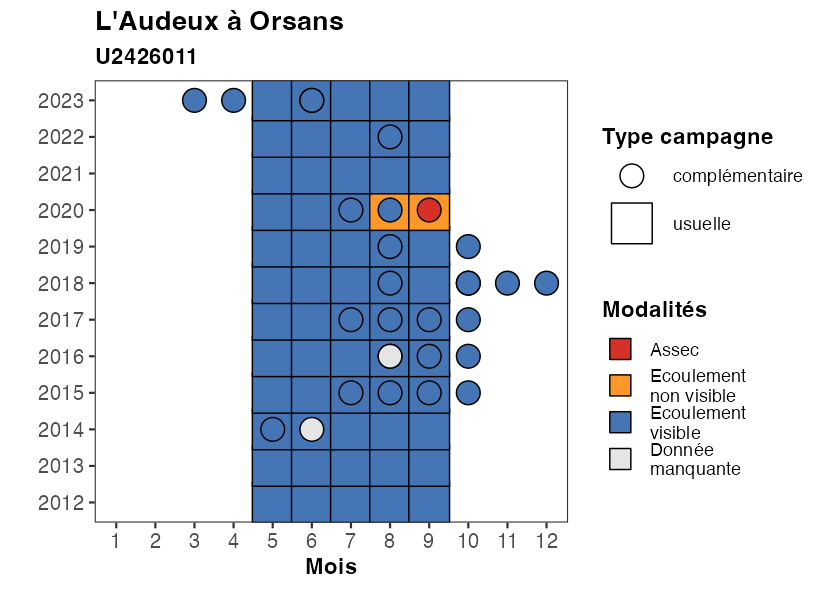 L'Audeux à Orsans
U2426011
2023
2022
2021
2020
2019
2018
2017
2016
2015
2014
2013
2012
1 2 3 4 5 6 7 8 9 10 11 12
Mois
Type campagne
complémentaire
usuelle
Modalités
Assec
Ecoulement
non visible
Ecoulement
visible
Donnée
manquante